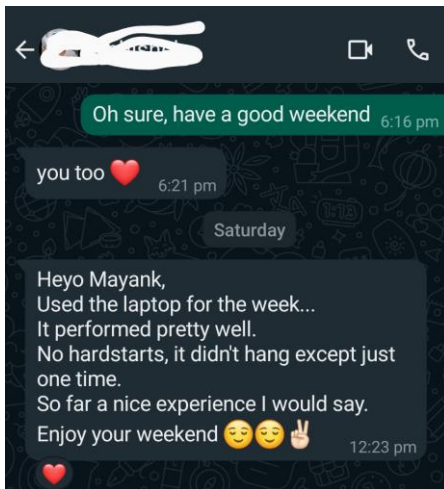 Oh sure, have a good weekend 6:16 pm
you too ❤️ 6:21 pm
Saturday
Heyo Mayank,
Used the laptop for the week...
It performed pretty well.
No hardstarts, it didn't hang except just
one time.
So far a nice experience I would say.
Enjoy your weekend 😌😌✌🏻
12:23 pm
❤️